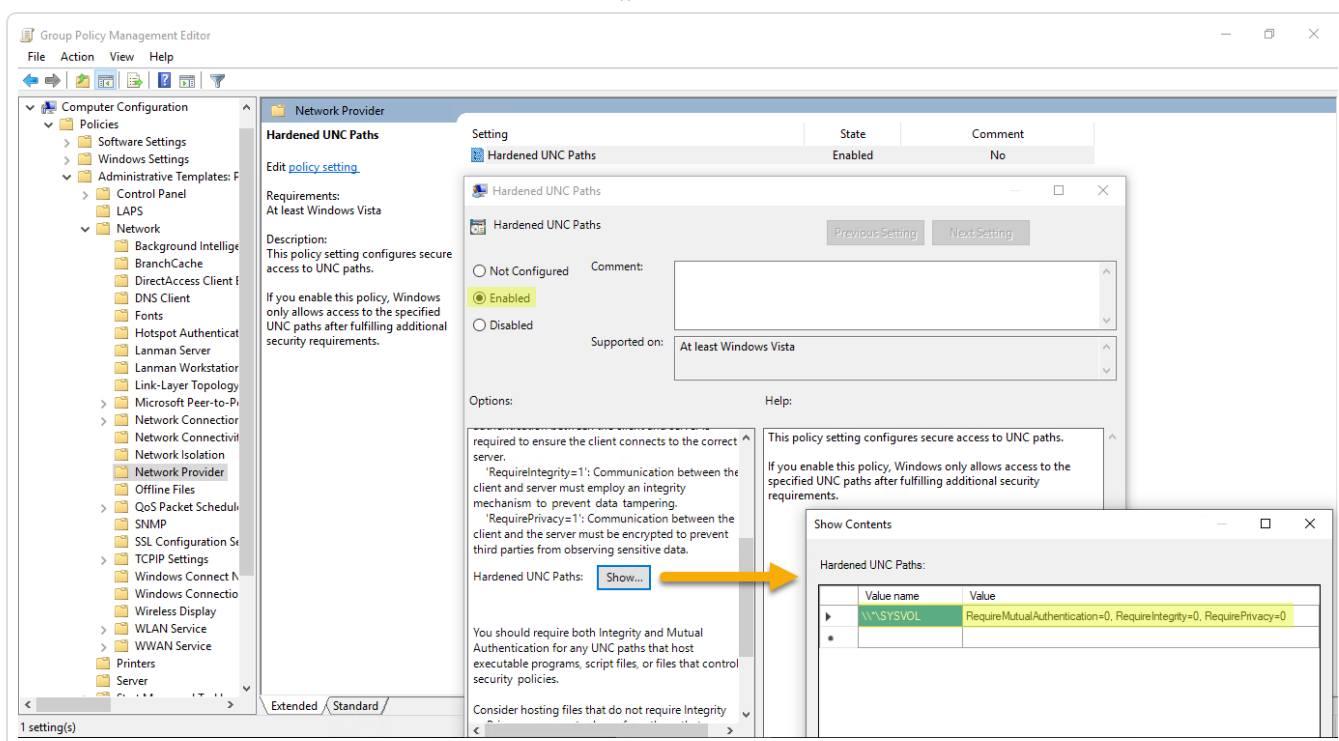 Group Policy Management Editor
File Action View Help
Computer Configuration
Policies
Software Settings
Windows Settings
Administrative Templates: P
Control Panel
LAPS
Network
Background Intellige
BranchCache
DirectAccess Client E
DNS Client
Fonts
Hotspot Authenticat
Lanman Server
Lanman Workstation
Link-Layer Topology
Microsoft Peer-to-Pe
Network Connection
Network Connectivit
Network Isolation
Network Provider
Offline Files
QoS Packet Schedule
SNMP
SSL Configuration Se
TCPIP Settings
Windows Connect N
Windows Connectio
Wireless Display
WLAN Service
WWAN Service
Printers
Server
Network Provider
Hardened UNC Paths
Edit policy setting
Requirements:
At least Windows Vista
Description:
This policy setting configures secure
access to UNC paths.
If you enable this policy, Windows
only allows access to the specified
UNC paths after fulfilling additional
security requirements.
Setting State Comment
Hardened UNC Paths Enabled No
Hardened UNC Paths
Hardened UNC Paths
Previous Setting Next Setting
Not Configured Comment:
Enabled
Disabled
Supported on: At least Windows Vista
Options: Help:
required to ensure the client connects to the correct
server.
'RequireIntegrity=1': Communication between the
client and server must employ an integrity
mechanism to prevent data tampering.
'RequirePrivacy=1': Communication between the
client and the server must be encrypted to prevent
third parties from observing sensitive data.
Hardened UNC Paths: Show...
You should require both Integrity and Mutual
Authentication for any UNC paths that host
executable programs, script files, or files that control
security policies.
Consider hosting files that do not require Integrity
This policy setting configures secure access to UNC paths.
If you enable this policy, Windows only allows access to the
specified UNC paths after fulfilling additional security
requirements.
Show Contents
Hardened UNC Paths:
Value name Value
\\*\SYSVOL RequireMutualAuthentication=0, RequireIntegrity=0, RequirePrivacy=0
Extended Standard
1 setting(s)